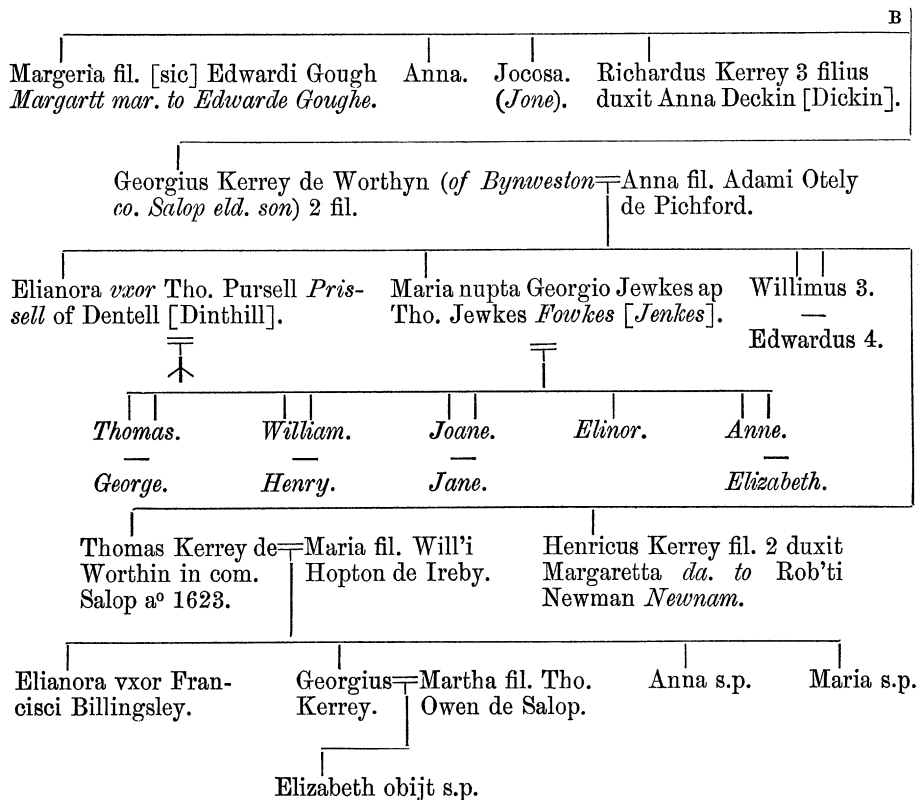 B
Margeria fil. [sic] Edwardi Gough
Margartt mar. to Edwarde Goughe.
Anna.
Jocosa.
(Jone).
Richardus Kerrey 3 filius
duxit Anna Deckin [Dickin].
Georgius Kerrey de Worthyn (of Bynweston
co. Salop eld. son) 2 fil.
Anna fil. Adami Otely
de Pichford.
Elianora vxor Tho. Pursell Pris-
sell of Dentell [Dinthill].
Maria nupta Georgio Jewkes ap
Tho. Jewkes Fowkes [Jenkes].
Willimus 3.
—
Edwardus 4.
Thomas.
—
George.
William.
—
Henry.
Joane.
—
Jane.
Elinor.
Anne.
—
Elizabeth.
Thomas Kerrey de
Worthin in com.
Salop aº 1623.
Maria fil. Will'i
Hopton de Ireby.
Henricus Kerrey fil. 2 duxit
Margaretta da. to Rob'ti
Newman Newnam.
Elianora vxor Fran-
cisci Billingsley.
Georgius
Kerrey.
Martha fil. Tho.
Owen de Salop.
Anna s.p.
Maria s.p.
Elizabeth obijt s.p.